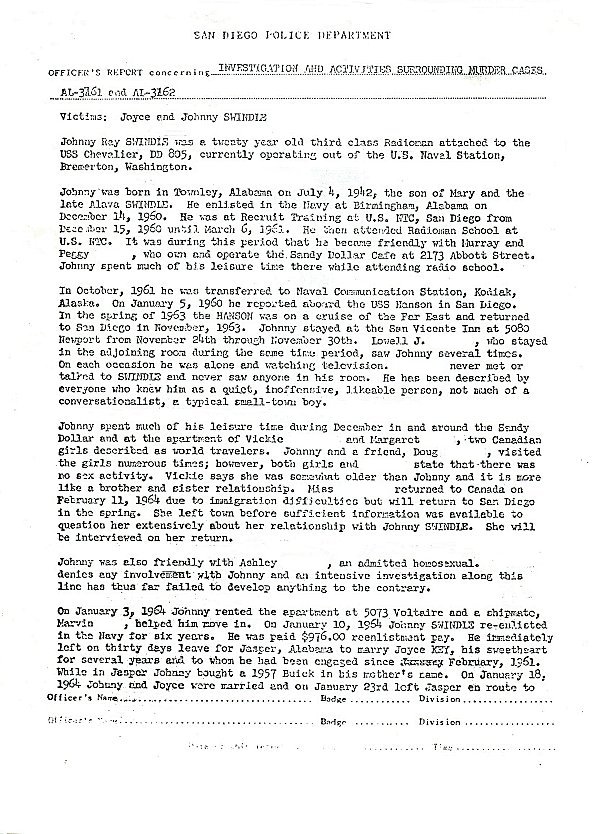 SAN DIEGO POLICE DEPARTMENT
OFFICER'S REPORT concerning INVESTIGATION AND ACTIVITIES SURROUNDING MURDER CASES
AL-3161 and AL-3162
Victims: Joyce and Johnny SWINDLE
Johnny Ray SWINDLE was a twenty year old third class Radioman attached to the
USS Chevalier, DD 805, currently operating out of the U.S. Naval Station,
Bremerton, Washington.
Johnny was born in Townley, Alabama on July 4, 1942, the son of Mary and the
late Alava SWINDLE. He enlisted in the Navy at Birmingham, Alabama on
December 14, 1960. He was at Recruit Training at U.S. NTC, San Diego from
December 15, 1960 until March 6, 1961. He then attended Radioman School at
U.S. NTC. It was during this period that he became friendly with Murray and
Peggy , who own and operate the Sandy Dollar Cafe at 2173 Abbott Street.
Johnny spent much of his leisure time there while attending radio school.
In October, 1961 he was transferred to Naval Communication Station, Kodiak,
Alaska. On January 5, 1960 he reported aboard the USS Hanson in San Diego.
In the spring of 1963 the HANSON was on a cruise of the Far East and returned
to San Diego in November, 1963. Johnny stayed at the San Vicente Inn at 5080
Newport from November 24th through November 30th. Lowell J. , who stayed
in the adjoining room during the same time period, saw Johnny several times.
On each occasion he was alone and watching television. never met or
talked to SWINDLE and never saw anyone in his room. He has been described by
everyone who knew him as a quiet, inoffensive, likeable person, not much of a
conversationalist, a typical small-town boy.
Johnny spent much of his leisure time during December in and around the Sandy
Dollar and at the apartment of Vickie and Margaret , two Canadian
girls described as world travelers. Johnny and a friend, Doug , visited
the girls numerous times; however, both girls and state that there was
no sex activity. Vickie says she was somewhat older than Johnny and it is more
like a brother and sister relationship. Miss returned to Canada on
February 11, 1964 due to immigration difficulties but will return to San Diego
in the spring. She left town before sufficient information was available to
question her extensively about her relationship with Johnny SWINDLE. She will
be interviewed on her return.
Johnny was also friendly with Ashley , an admitted homosexual.
denies any involvement with Johnny and an intensive investigation along this
line has thus far failed to develop anything to the contrary.
On January 3, 1964 Johnny rented the apartment at 5073 Voltaire and a shipmate,
Marvin , helped him move in. On January 10, 1964 Johnny SWINDLE re-enlisted
in the Navy for six years. He was paid $976.00 reenlistment pay. He immediately
left on thirty days leave for Jasper, Alabama to marry Joyce KEY, his sweetheart
for several years and to whom he had been engaged since February, 1961.
While in Jasper Johnny bought a 1957 Buick in his mother's name. On January 18,
1964 Johnny and Joyce were married and on January 23rd left Jasper en route to
Officer's Name Badge Division
Officer's Name Badge Division
Time